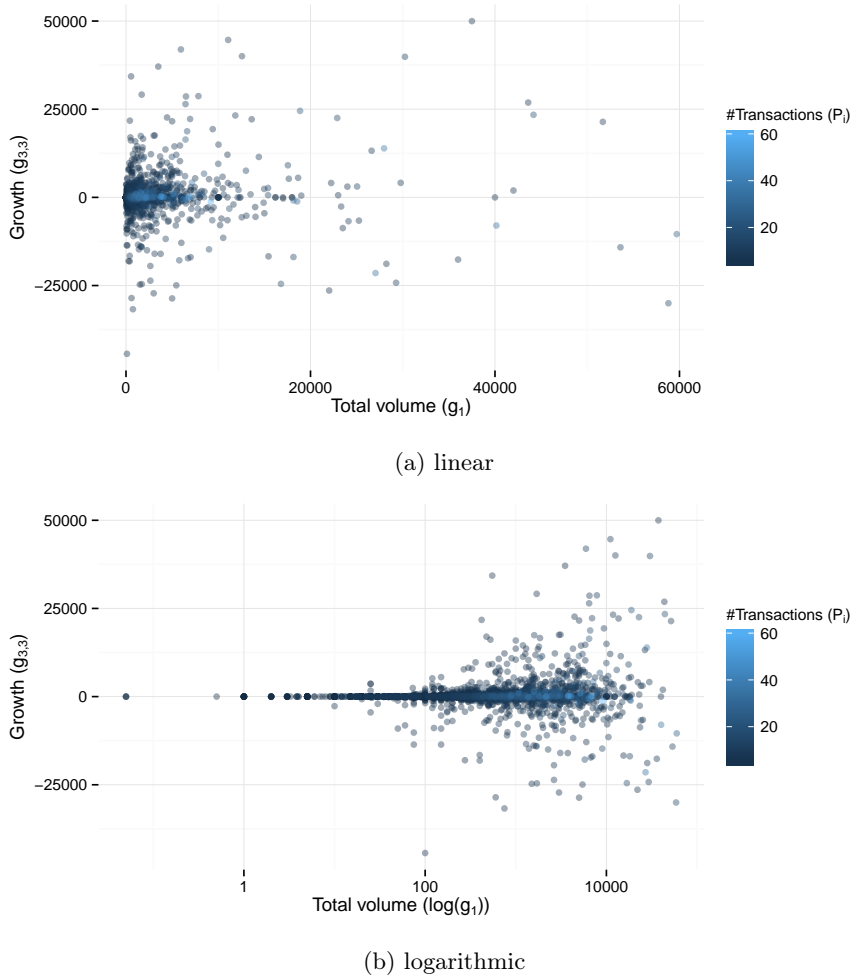 50000
25000
0
−25000
Growth (g3,3)
0
20000
40000
60000
Total volume (g1)
#Transactions (Pi)
60
40
20
(a) linear
50000
25000
0
−25000
Growth (g3,3)
1
100
10000
Total volume (log(g1))
#Transactions (Pi)
60
40
20
(b) logarithmic